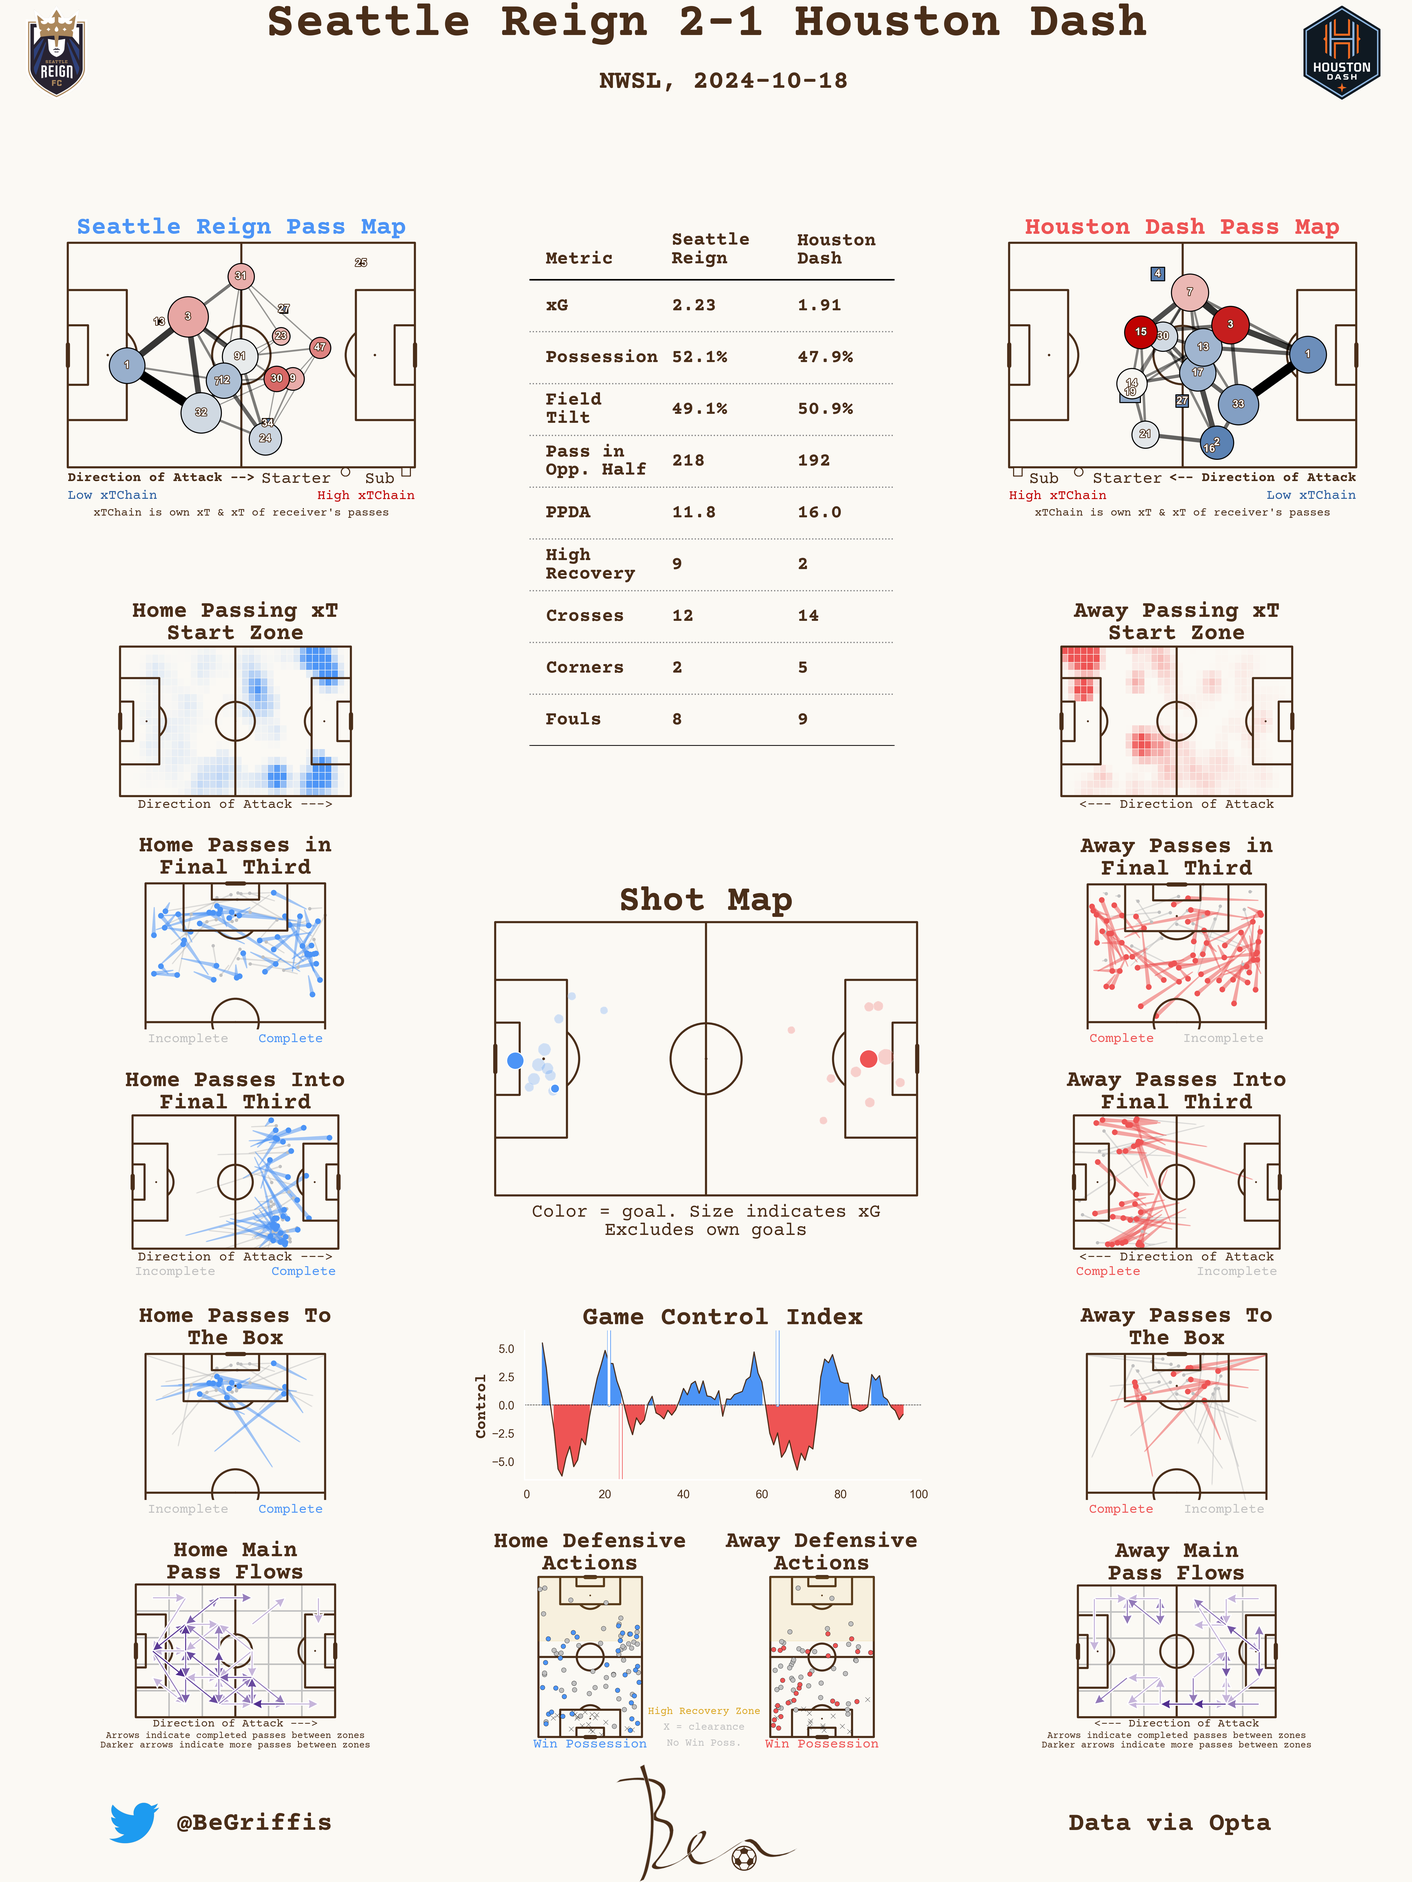 Seattle Reign 2-1 Houston Dash
NWSL, 2024-10-18
SEATTLE
REIGN
FC
HOUSTON
DASH
Seattle Reign Pass Map
25
31
27
13
3
23
47
91
1
7
12
30
9
32
34
24
Direction of Attack --> Starter Sub
Low xTChain High xTChain
xTChain is own xT & xT of receiver's passes
Metric Seattle Reign Houston Dash
xG 2.23 1.91
Possession 52.1% 47.9%
Field Tilt 49.1% 50.9%
Pass in Opp. Half 218 192
PPDA 11.8 16.0
High Recovery 9 2
Crosses 12 14
Corners 2 5
Fouls 8 9
Houston Dash Pass Map
4
7
15
30
3
13
1
17
14
19
27
33
21
2
16
Sub Starter <-- Direction of Attack
High xTChain Low xTChain
xTChain is own xT & xT of receiver's passes
Home Passing xT
Start Zone
Direction of Attack --->
Away Passing xT
Start Zone
<--- Direction of Attack
Home Passes in
Final Third
Incomplete Complete
Away Passes in
Final Third
Complete Incomplete
Shot Map
Color = goal. Size indicates xG
Excludes own goals
Home Passes Into
Final Third
Direction of Attack --->
Incomplete Complete
Away Passes Into
Final Third
<--- Direction of Attack
Complete Incomplete
Home Passes To
The Box
Incomplete Complete
Game Control Index
Control
5.0
2.5
0.0
−2.5
−5.0
0 20 40 60 80 100
Away Passes To
The Box
Complete Incomplete
Home Main
Pass Flows
Direction of Attack --->
Arrows indicate completed passes between zones
Darker arrows indicate more passes between zones
Home Defensive
Actions
Win Possession
High Recovery Zone
X = clearance
No Win Poss.
Away Defensive
Actions
Win Possession
Away Main
Pass Flows
<--- Direction of Attack
Arrows indicate completed passes between zones
Darker arrows indicate more passes between zones
@BeGriffis
Ben
Data via Opta